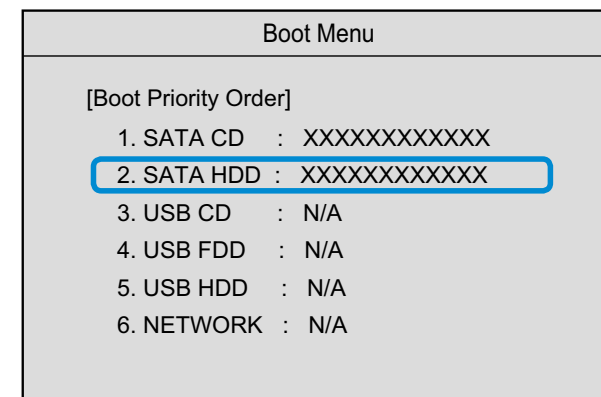 Boot Menu
[Boot Priority Order]
1. SATA CD : XXXXXXXXXXXX
2. SATA HDD : XXXXXXXXXXXX
3. USB CD : N/A
4. USB FDD : N/A
5. USB HDD : N/A
6. NETWORK : N/A